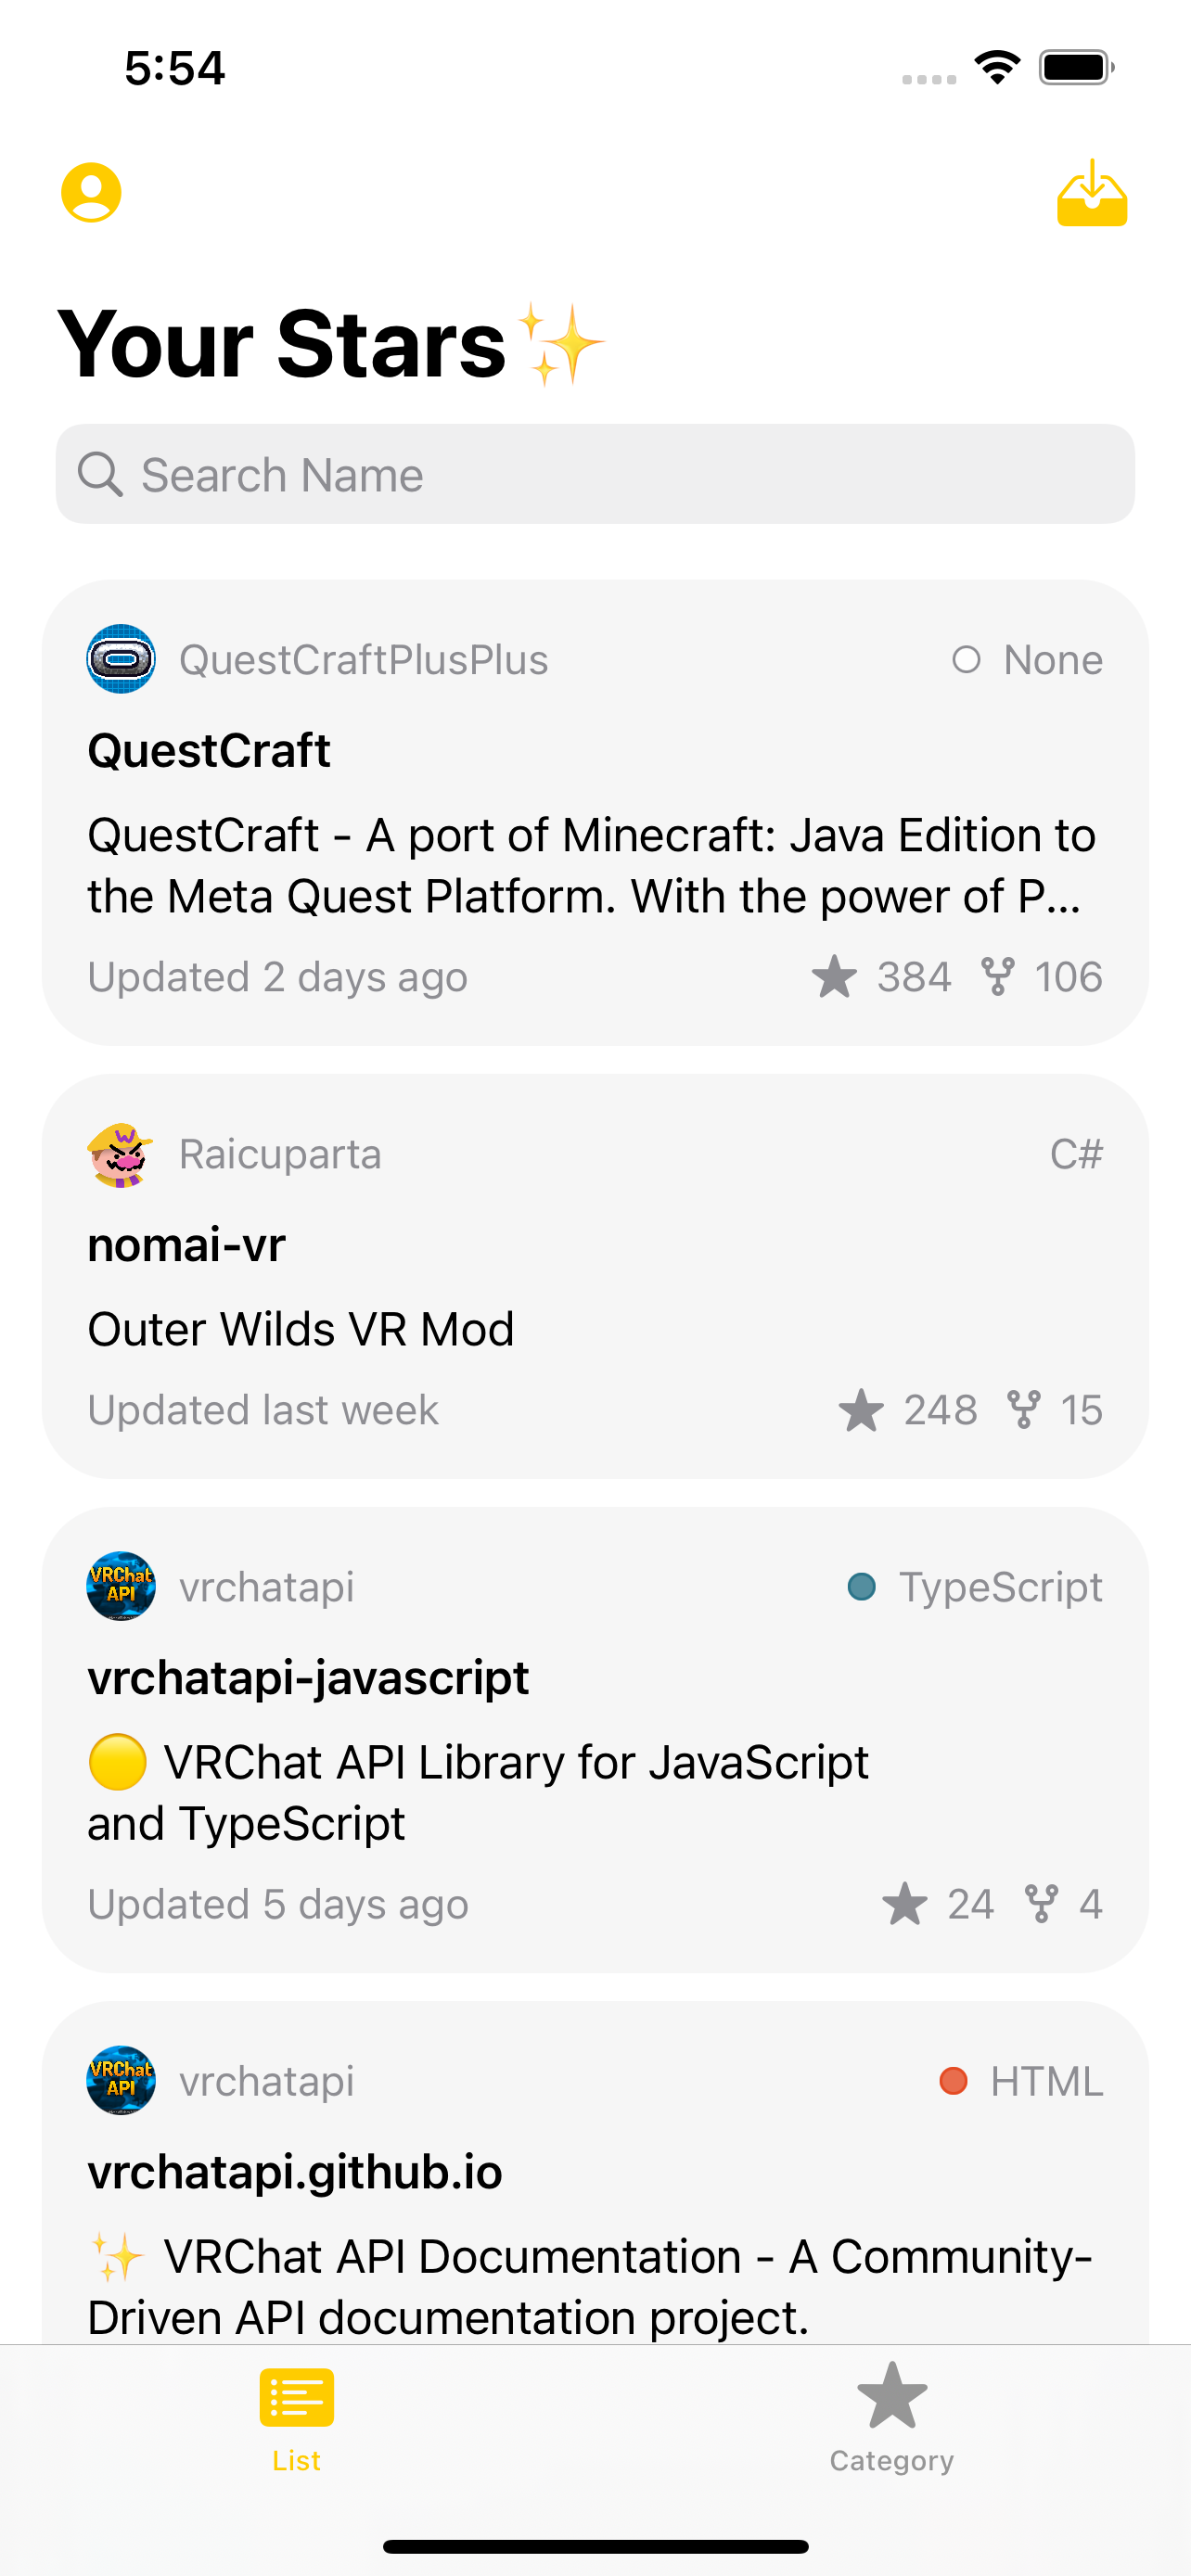 5:54
Your Stars✨
Search Name
QuestCraftPlusPlus
None
QuestCraft
QuestCraft - A port of Minecraft: Java Edition to
the Meta Quest Platform. With the power of P...
Updated 2 days ago
384
106
W
Raicuparta
C#
nomai-vr
Outer Wilds VR Mod
Updated last week
248
15
VRChat
API
vrchatapi
TypeScript
vrchatapi-javascript
🟡 VRChat API Library for JavaScript
and TypeScript
Updated 5 days ago
24
4
VRChat
API
vrchatapi
HTML
vrchatapi.github.io
✨ VRChat API Documentation - A Community-
Driven API documentation project.
List
Category